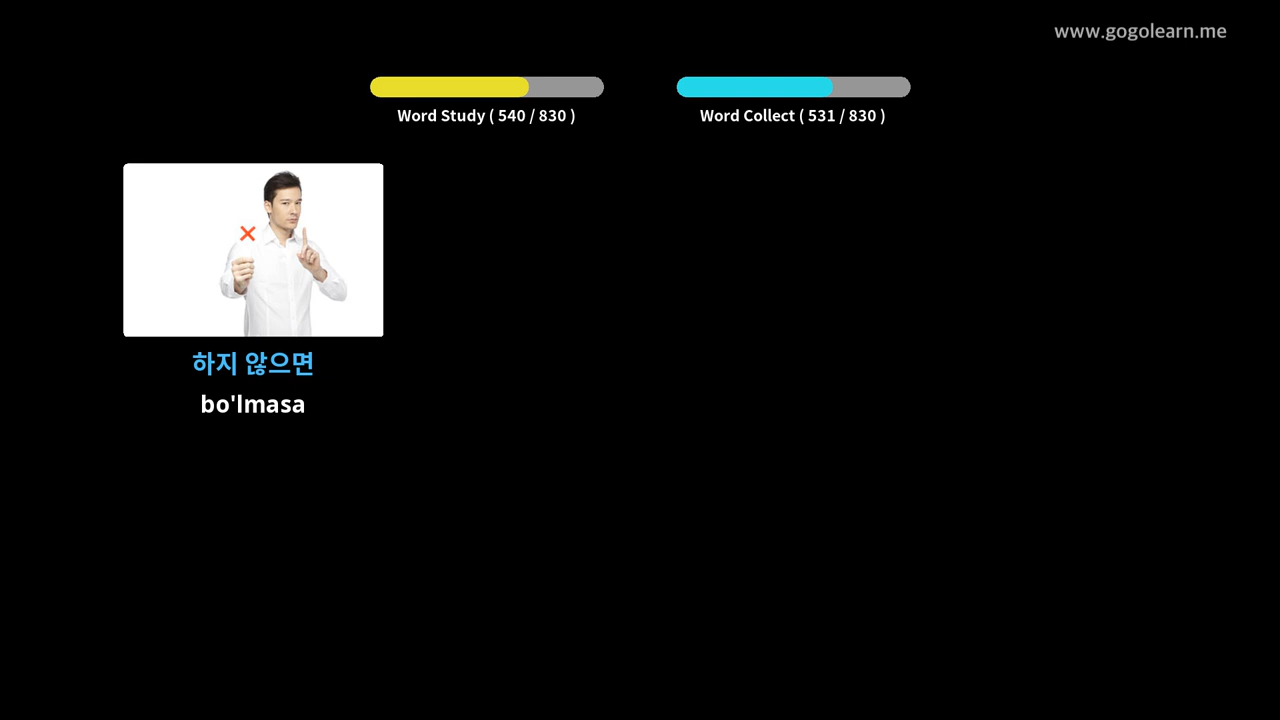 www.gogolearn.me
Word Study ( 540 / 830 )
Word Collect ( 531 / 830 )
하지 않으면
bo'lmasa